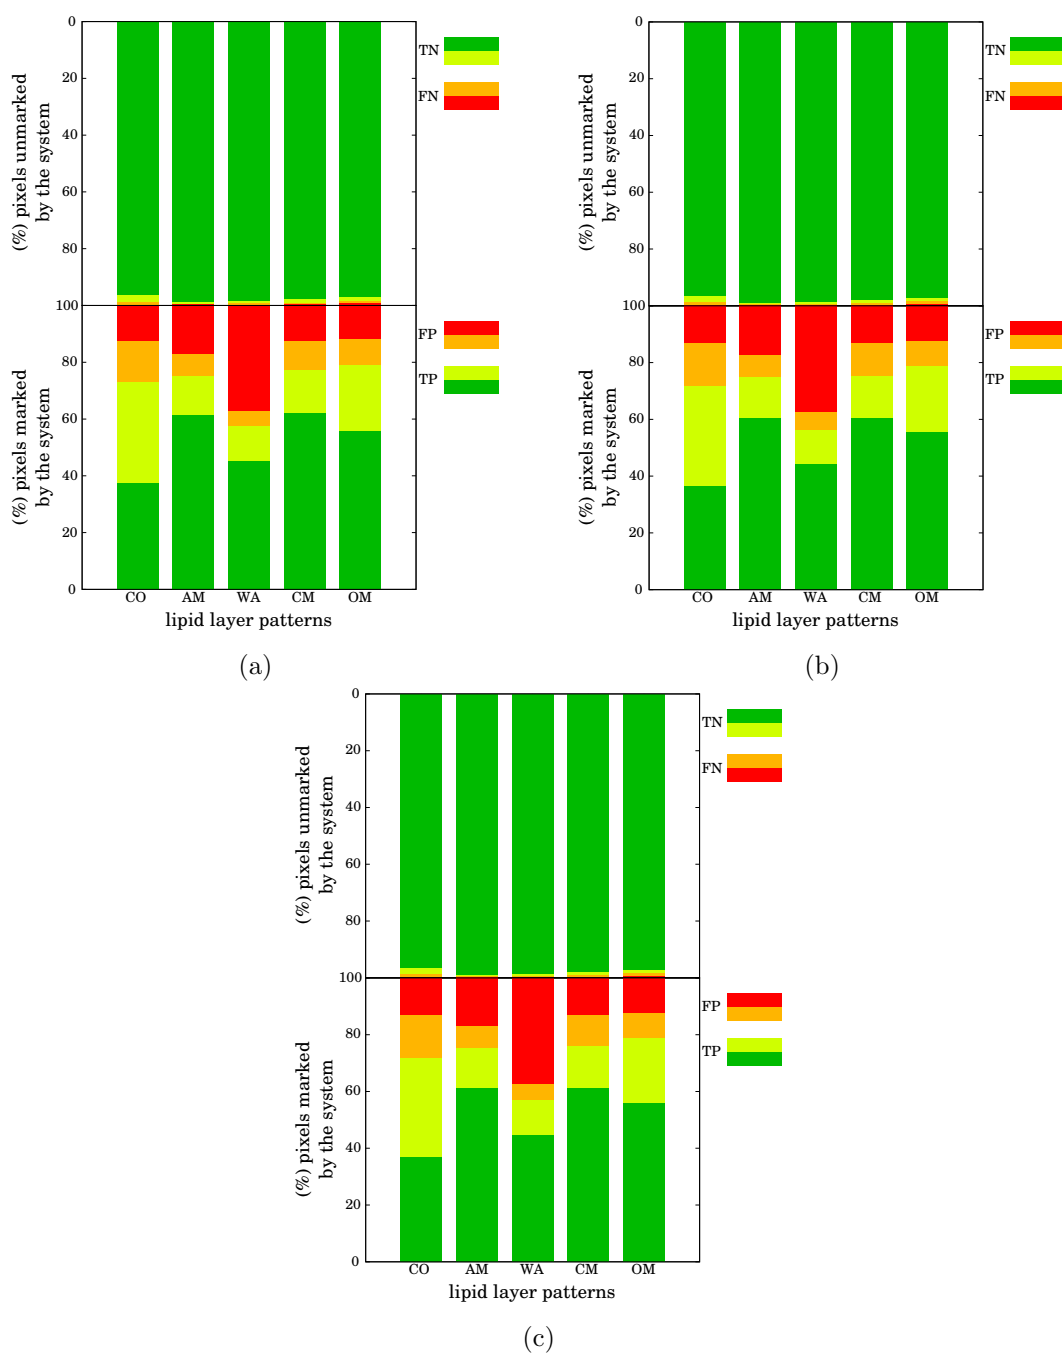 0
20
40
60
80
100
80
60
40
20
0
(%) pixels unmarked
by the system
(%) pixels marked
by the system
TN
FN
FP
TP
CO AM WA CM OM
lipid layer patterns
(a)
0
20
40
60
80
100
80
60
40
20
0
(%) pixels unmarked
by the system
(%) pixels marked
by the system
TN
FN
FP
TP
CO AM WA CM OM
lipid layer patterns
(b)
0
20
40
60
80
100
80
60
40
20
0
(%) pixels unmarked
by the system
(%) pixels marked
by the system
TN
FN
FP
TP
CO AM WA CM OM
lipid layer patterns
(c)